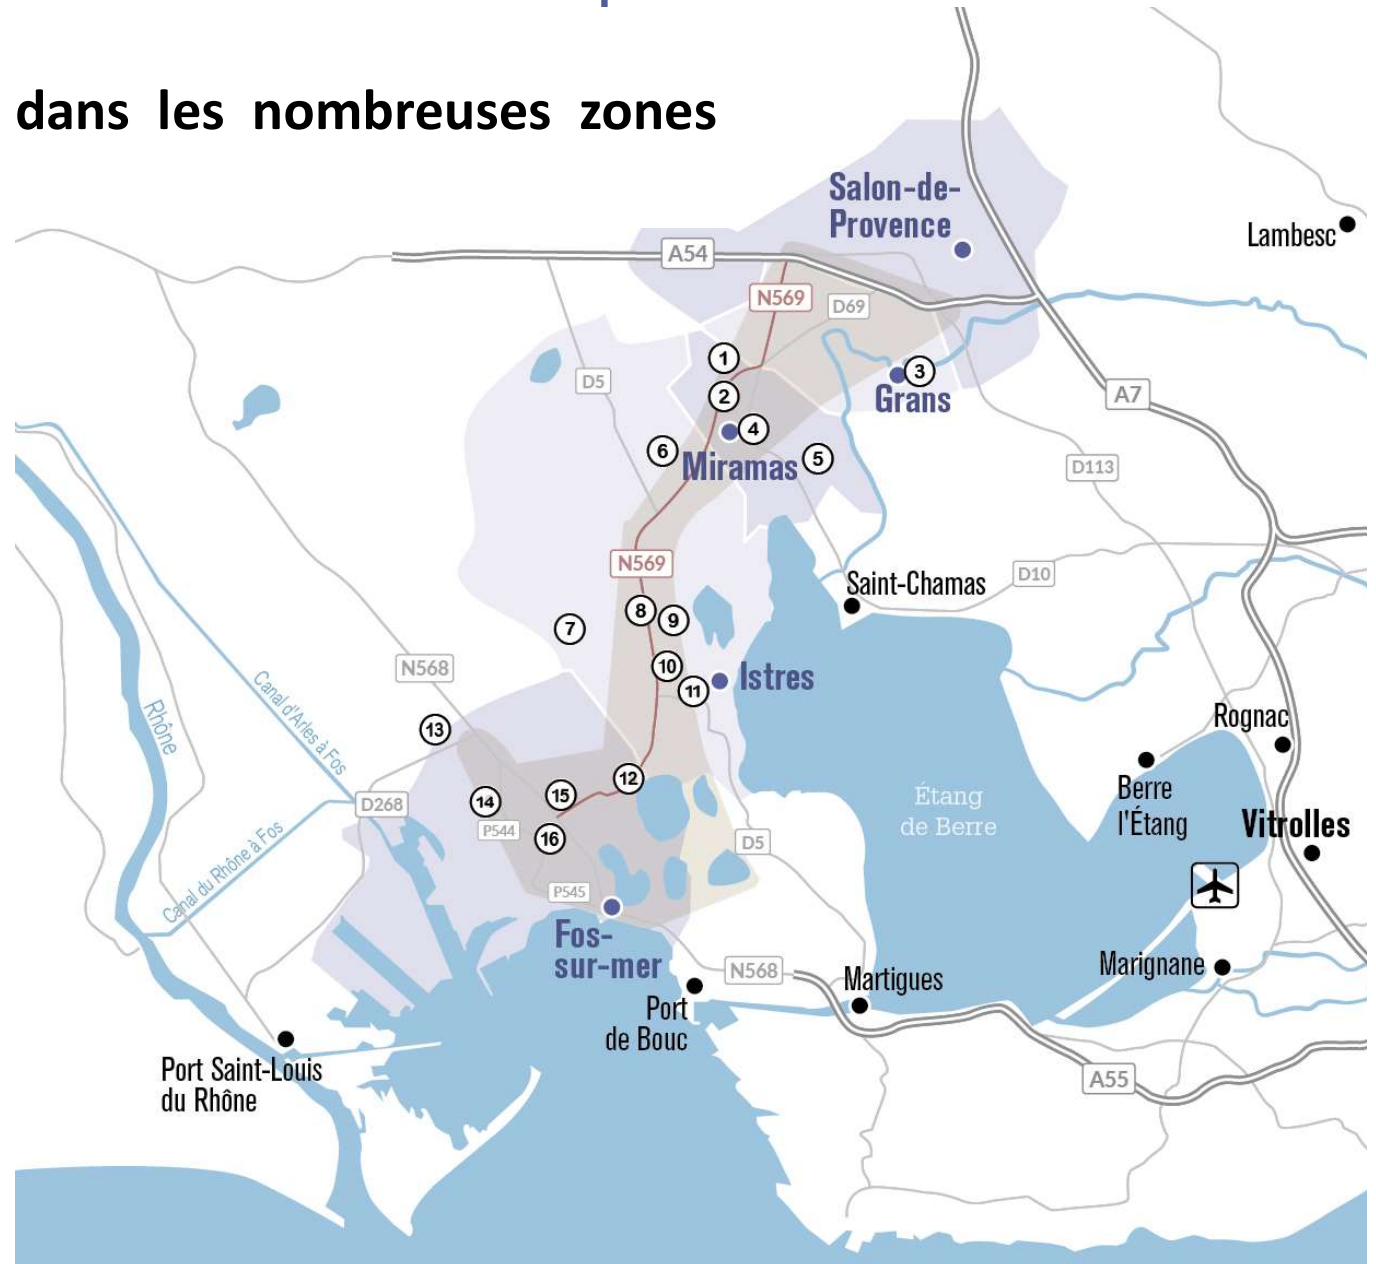 dans les nombreuses zones
Salon-de-
Provence
Lambesc
A54
N569
D69
1
D5
3
2
Grans
A7
4
6
Miramas
5
D113
N569
Saint-Chamas
D10
8
9
7
10
N568
Istres
11
Canal d'Arles à Fos
Rhône
13
Rognac
12
Berre
l'Étang
15
14
Étang
de Berre
D268
P544
16
Vitrolles
D5
Canal du Rhône à Fos
P545
Fos-
sur-mer
N568
Martigues
Marignane
Port
de Bouc
Port Saint-Louis
du Rhône
A55